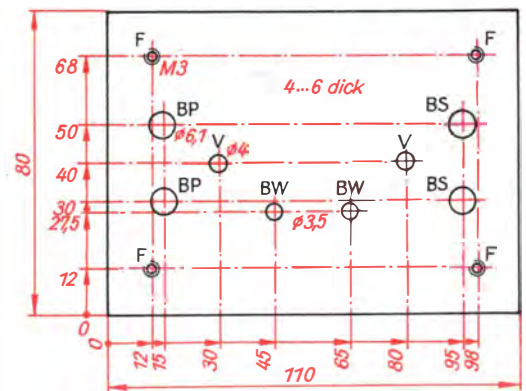 F F
68 M3
4...6 dick
BP BS
50 ø6,1 V ø4 V
80 40
BP BW BW BS
30
27,5 ø3,5
F F
12
0
0 12 15 30 45 65 80 95 98
110